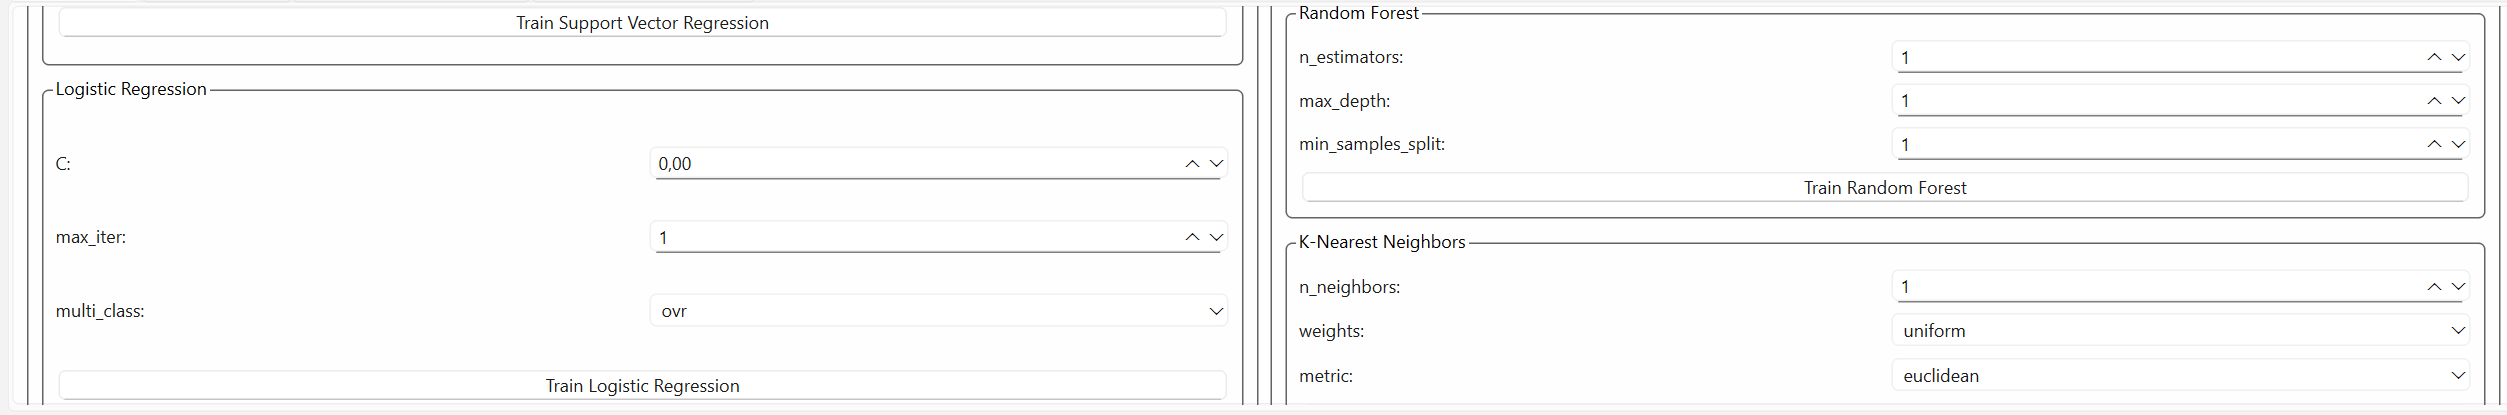 Train Support Vector Regression
Logistic Regression
C:
0,00
max_iter:
1
multi_class:
ovr
Train Logistic Regression
Random Forest
n_estimators:
1
max_depth:
1
min_samples_split:
1
Train Random Forest
K-Nearest Neighbors
n_neighbors:
1
weights:
uniform
metric:
euclidean